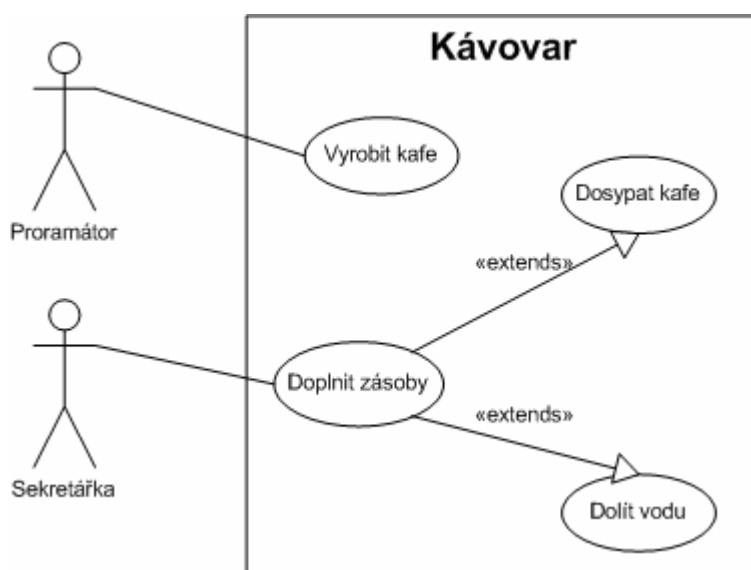 Kávovar
Vyrobit kafe
Dosypat kafe
Proramátor
«extends»
Doplnit zásoby
«extends»
Sekretářka
Dolít vodu